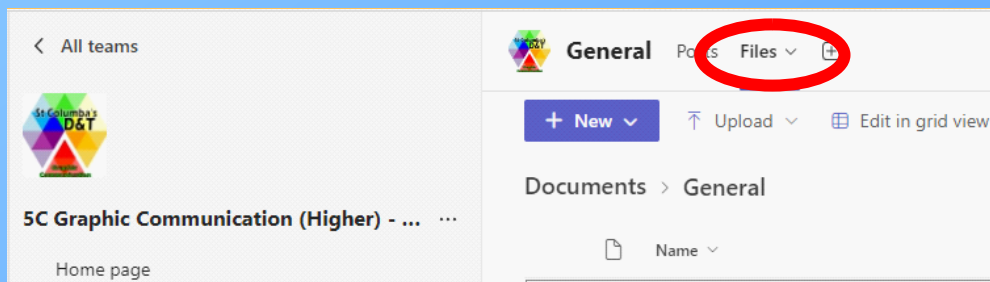 All teams
St Columba's
D&T
5C Graphic Communication (Higher) - ...
Home page
D&T
General Posts Files
+ New
Upload
Edit in grid view
Documents > General
Name